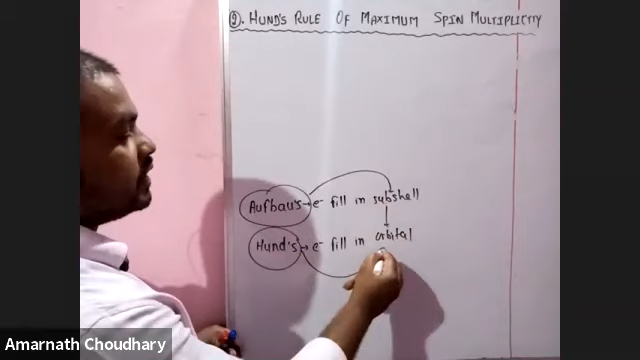 9. HUND'S RULE OF MAXIMUM SPIN MULTIPLICITY
Aufbau's → e⁻ fill in subshell
Hund's → e⁻ fill in orbital
Amarnath Choudhary